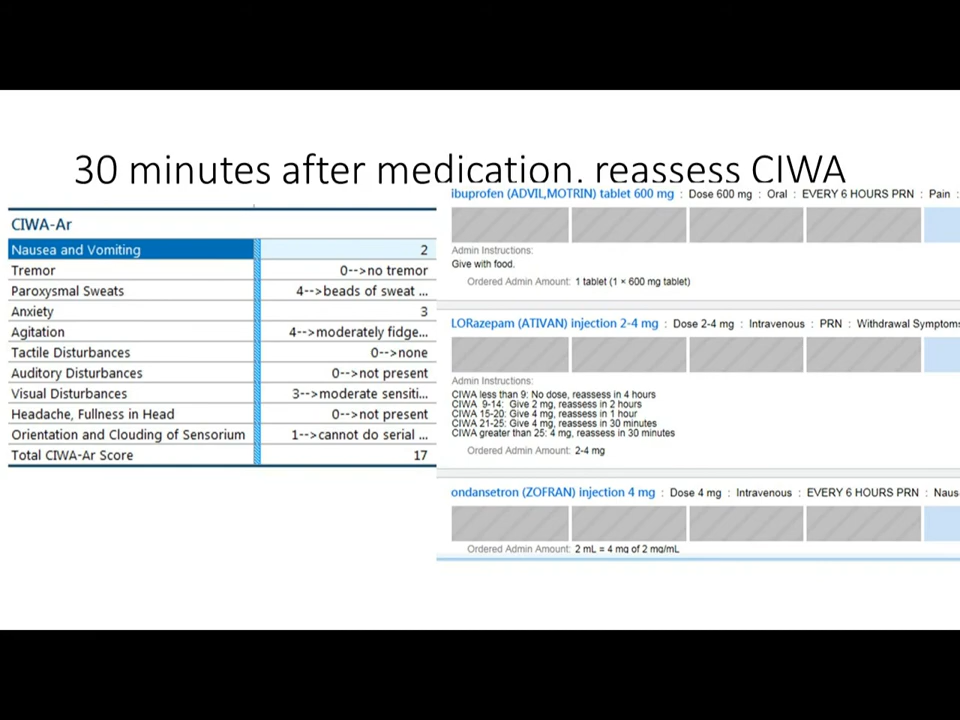 30 minutes after medication, reassess CIWA
CIWA-Ar
Nausea and Vomiting 2
Tremor 0-->no tremor
Paroxysmal Sweats 4-->beads of sweat ...
Anxiety 3
Agitation 4-->moderately fidge...
Tactile Disturbances 0-->none
Auditory Disturbances 0-->not present
Visual Disturbances 3-->moderate sensiti...
Headache, Fullness in Head 0-->not present
Orientation and Clouding of Sensorium 1-->cannot do serial ...
Total CIWA-Ar Score 17
ibuprofen (ADVIL,MOTRIN) tablet 600 mg : Dose 600 mg : Oral : EVERY 6 HOURS PRN : Pain :
Admin Instructions:
Give with food.
Ordered Admin Amount: 1 tablet (1 × 600 mg tablet)
LORazepam (ATIVAN) injection 2-4 mg : Dose 2-4 mg : Intravenous : PRN : Withdrawal Symptoms
Admin Instructions:
CIWA less than 9: No dose, reassess in 4 hours
CIWA 9-14: Give 2 mg, reassess in 2 hours
CIWA 15-20: Give 4 mg, reassess in 1 hour
CIWA 21-25: Give 4 mg, reassess in 30 minutes
CIWA greater than 25: 4 mg, reassess in 30 minutes
Ordered Admin Amount: 2-4 mg
ondansetron (ZOFRAN) injection 4 mg : Dose 4 mg : Intravenous : EVERY 6 HOURS PRN : Naus
Ordered Admin Amount: 2 mL = 4 mg of 2 mg/mL